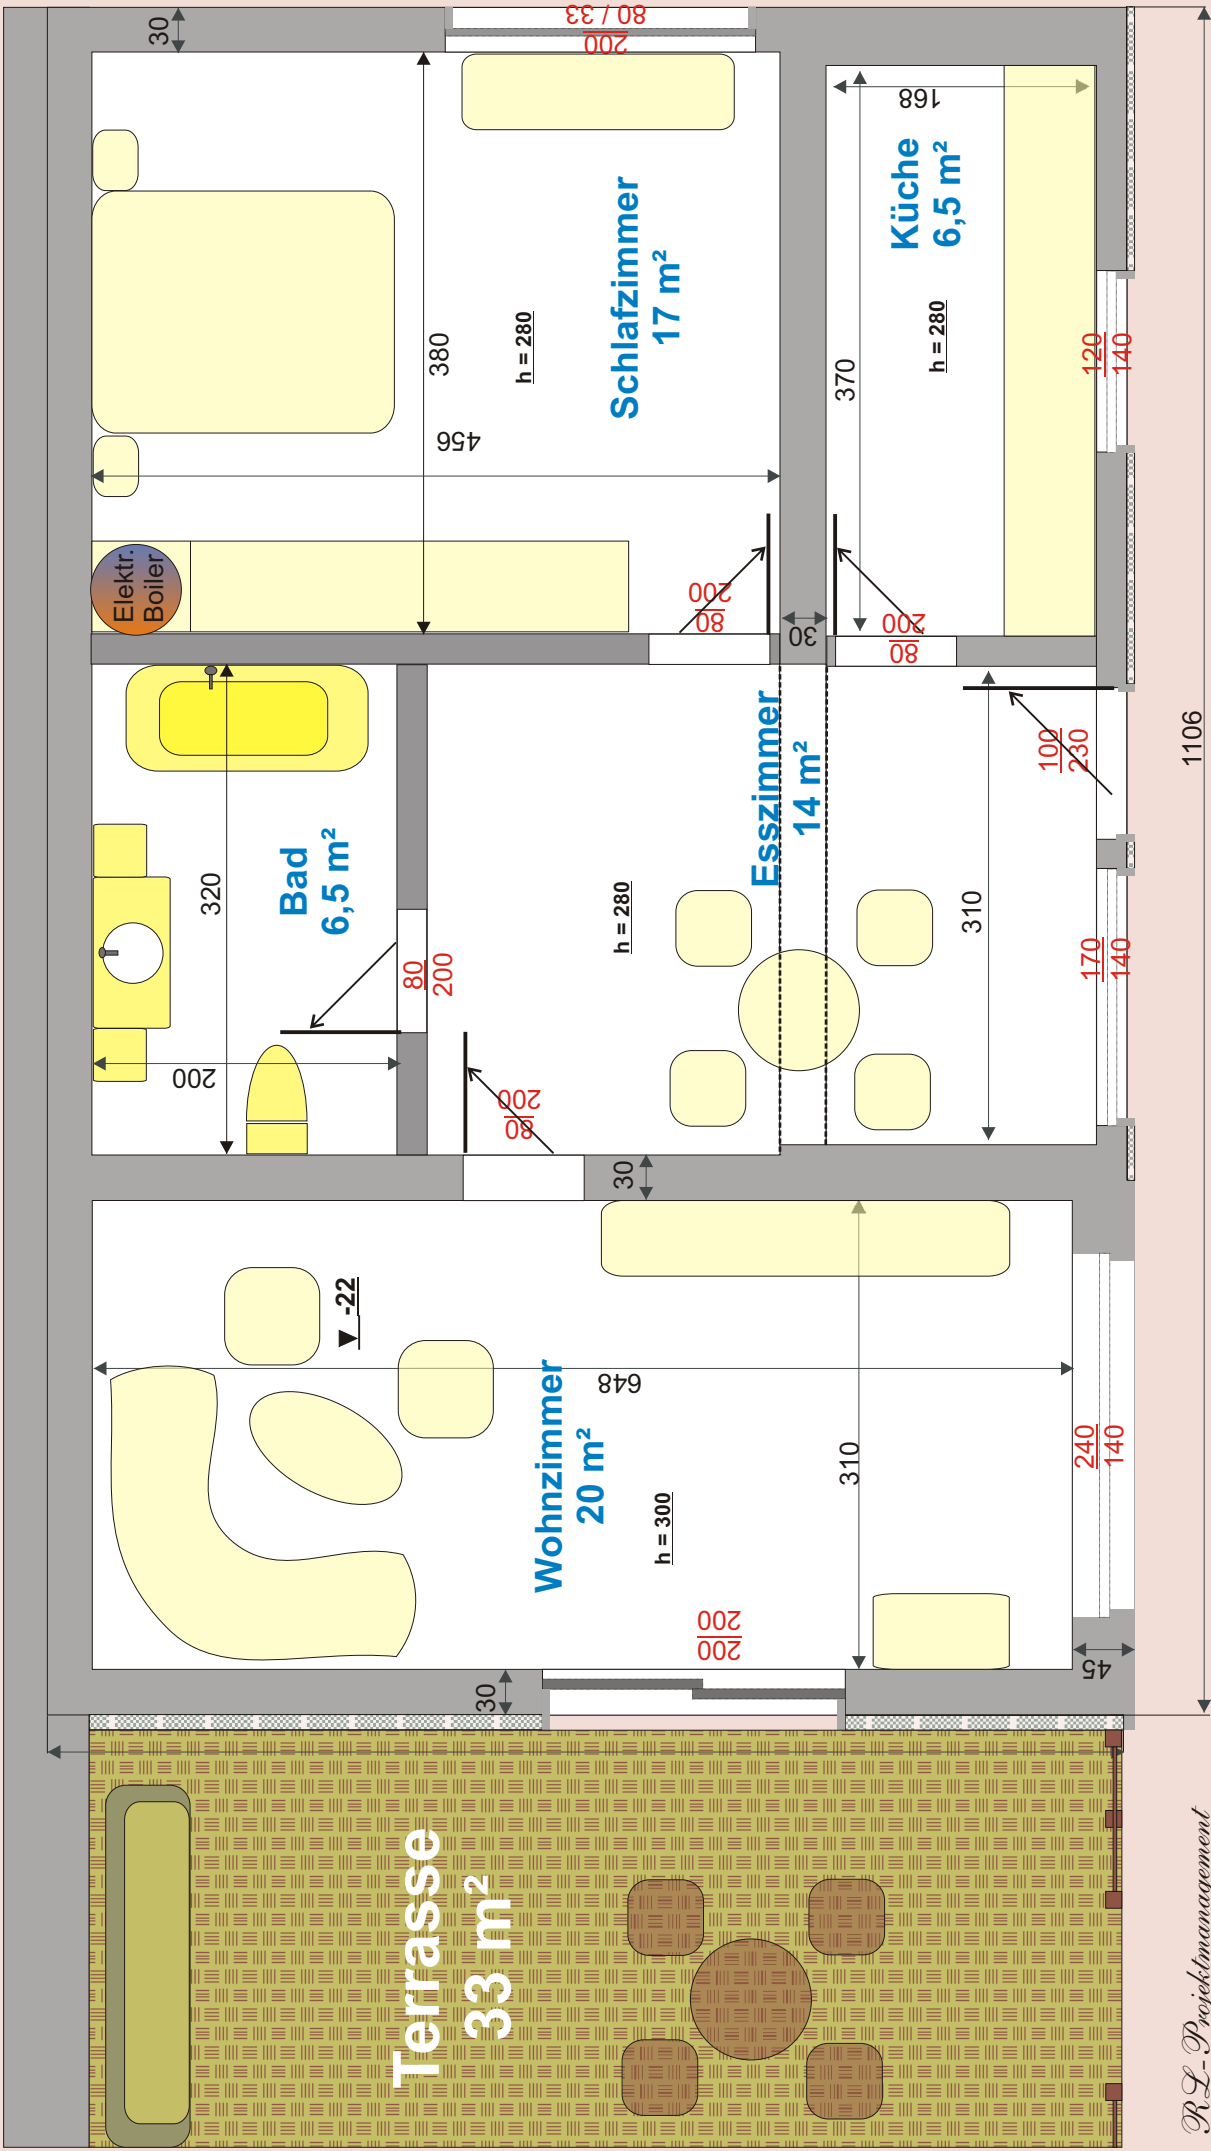 30
80 / 33
200
168
Küche
6,5 m²
Schlafzimmer
17 m²
h = 280
h = 280
380
370
120
140
456
Elektr.
Boiler
80
200
30
80
200
1106
Esszimmer
14 m²
100
230
Bad
6,5 m²
320
h = 280
310
80
200
170
140
200
80
200
30
-22
648
Wohnzimmer
20 m²
310
240
140
h = 300
200
200
45
30
Terrasse
33 m²
RL-Projektmanagement